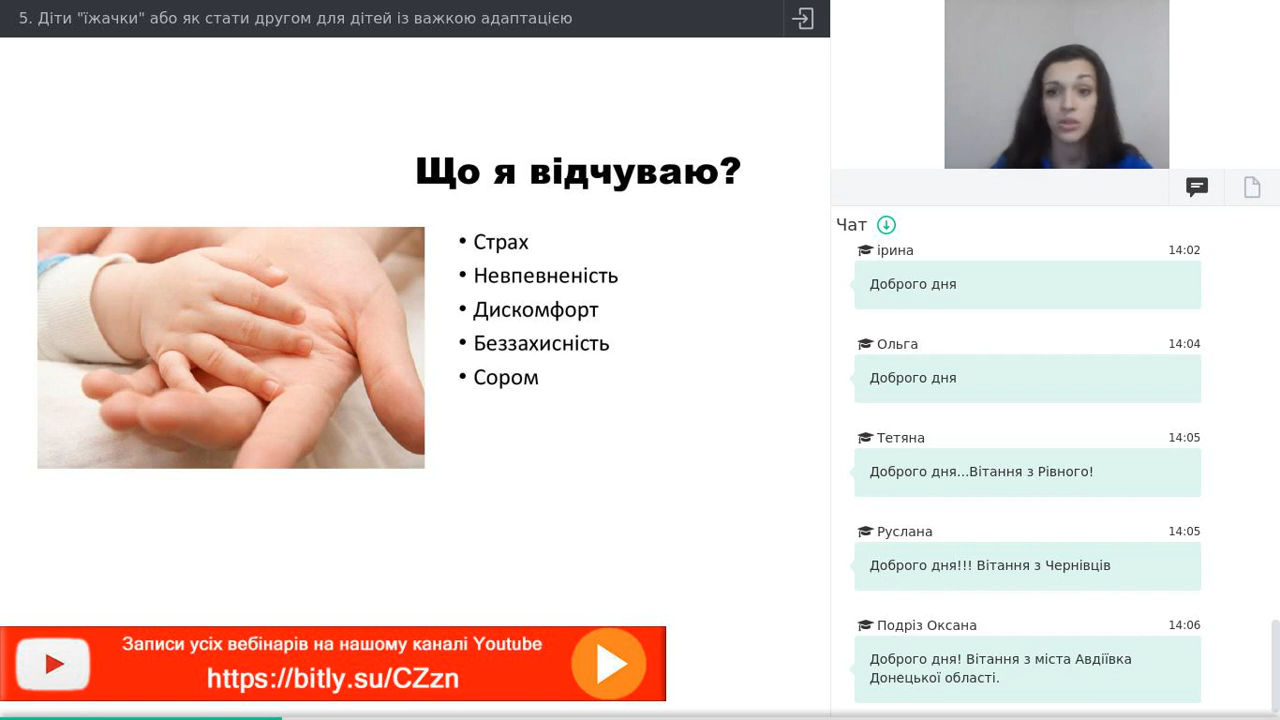 5. Діти "їжачки" або як стати другом для дітей із важкою адаптацією
Що я відчуваю?
• Страх
• Невпевненість
• Дискомфорт
• Беззахисність
• Сором
Записи усіх вебінарів на нашому каналі Youtube
https://bitly.su/CZzn
Чат
ірина 14:02
Доброго дня
Ольга 14:04
Доброго дня
Тетяна 14:05
Доброго дня...Вітання з Рівного!
Руслана 14:05
Доброго дня!!! Вітання з Чернівців
Подріз Оксана 14:06
Доброго дня! Вітання з міста Авдіївка
Донецької області.